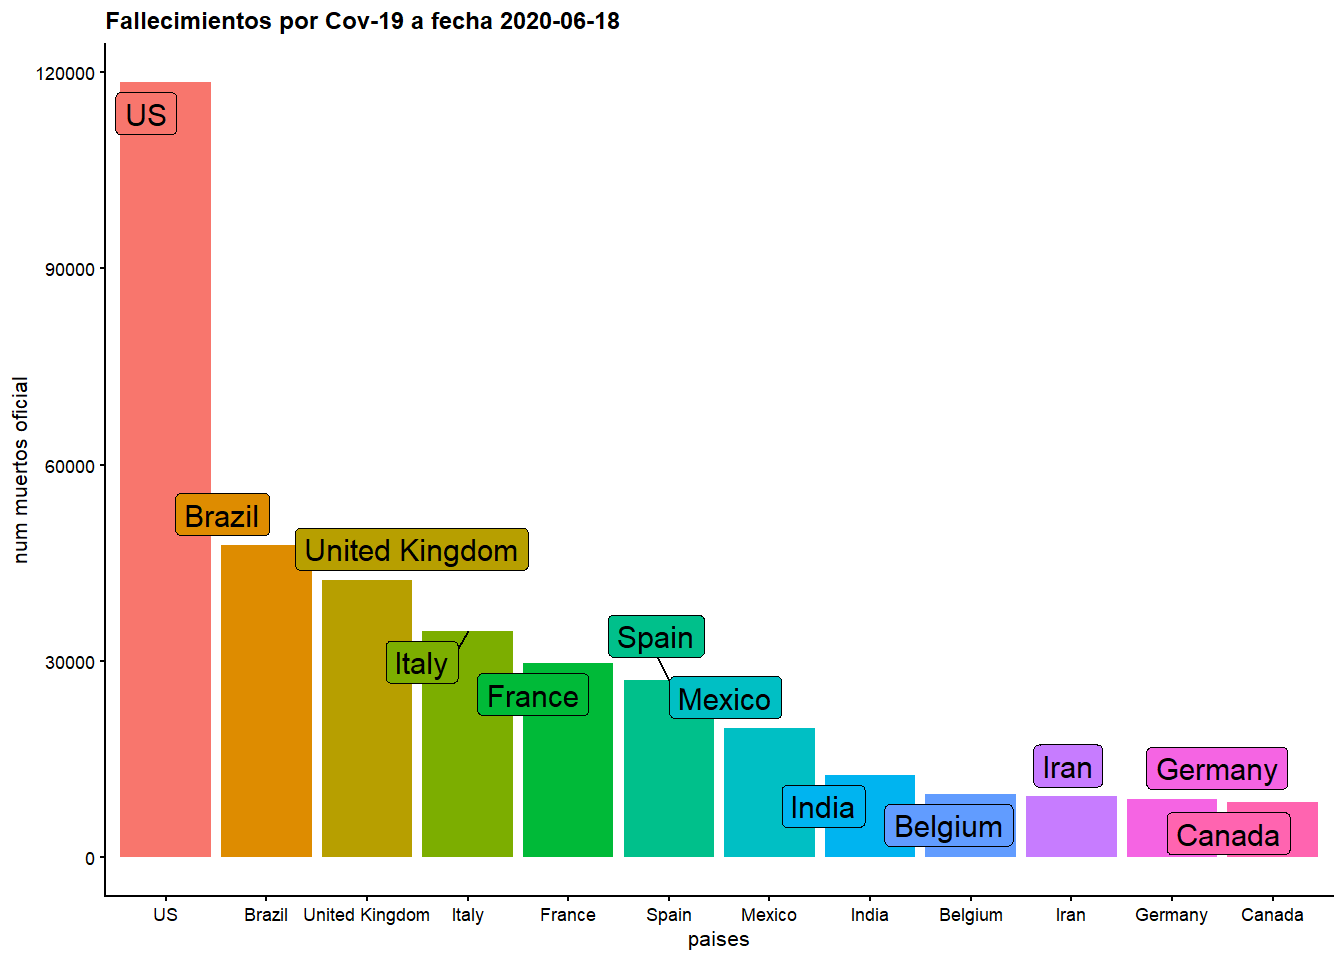 Fallecimientos por Cov-19 a fecha 2020-06-18
num muertos oficial
120000
90000
60000
30000
0
US
Brazil
United Kingdom
Italy
France
Spain
Mexico
India
Belgium
Iran
Germany
Canada
US
Brazil
United Kingdom
Italy
France
Spain
Mexico
India
Belgium
Iran
Germany
Canada
paises